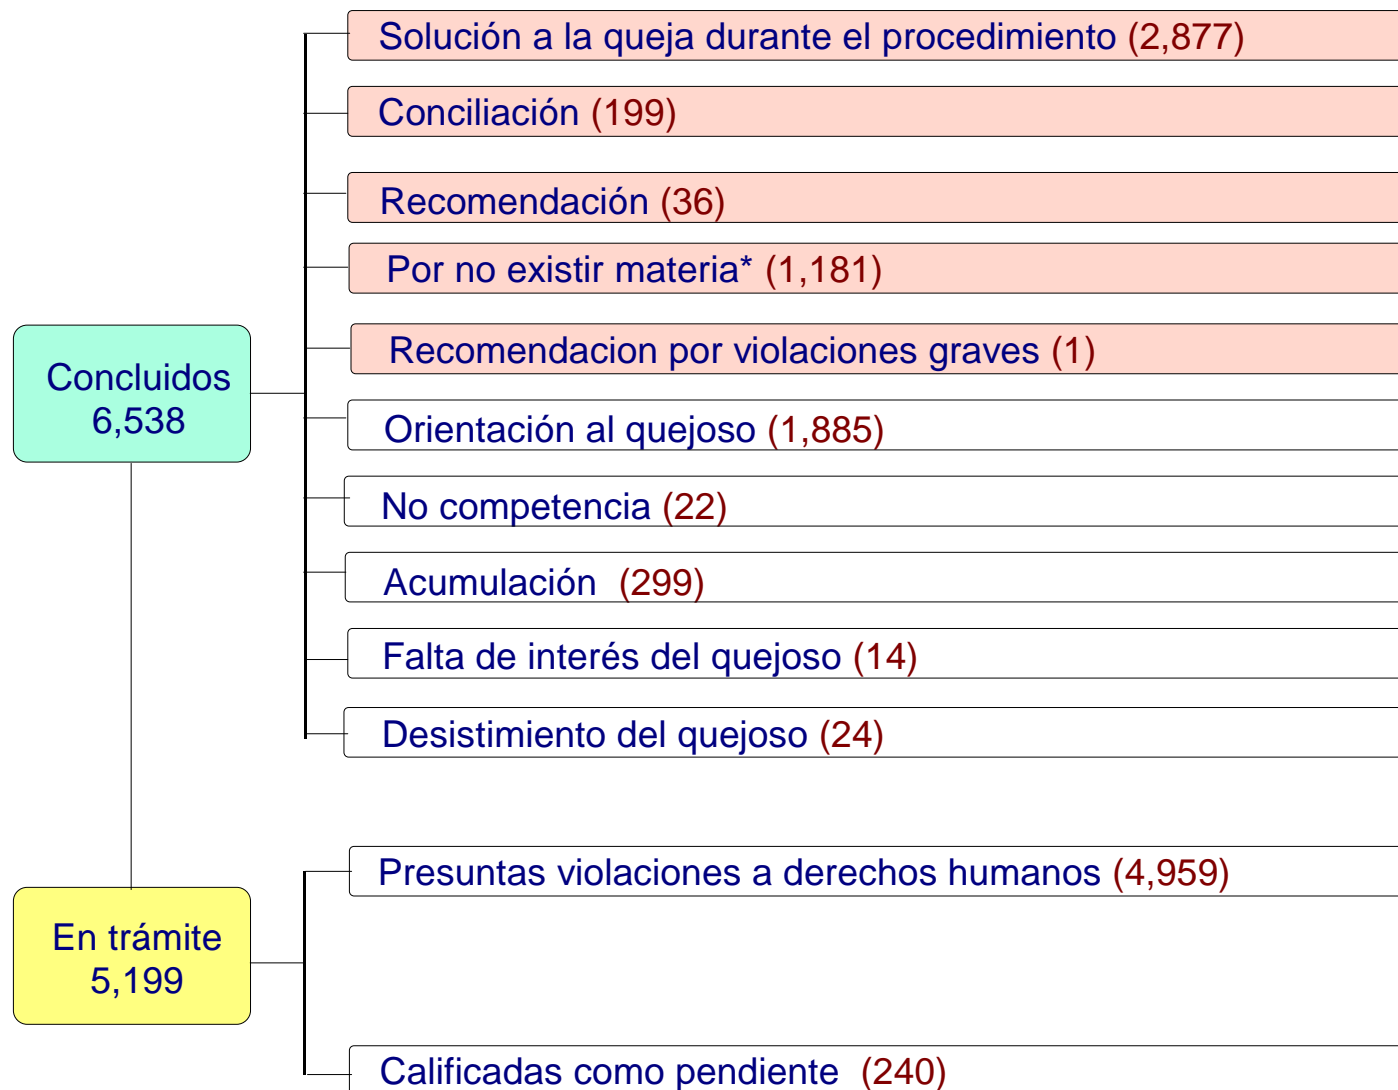 Solución a la queja durante el procedimiento (2,877)
Conciliación (199)
Recomendación (36)
Por no existir materia* (1,181)
Recomendacion por violaciones graves (1)
Concluidos
6,538
Orientación al quejoso (1,885)
No competencia (22)
Acumulación (299)
Falta de interés del quejoso (14)
Desistimiento del quejoso (24)
Presuntas violaciones a derechos humanos (4,959)
En trámite
5,199
Calificadas como pendiente (240)